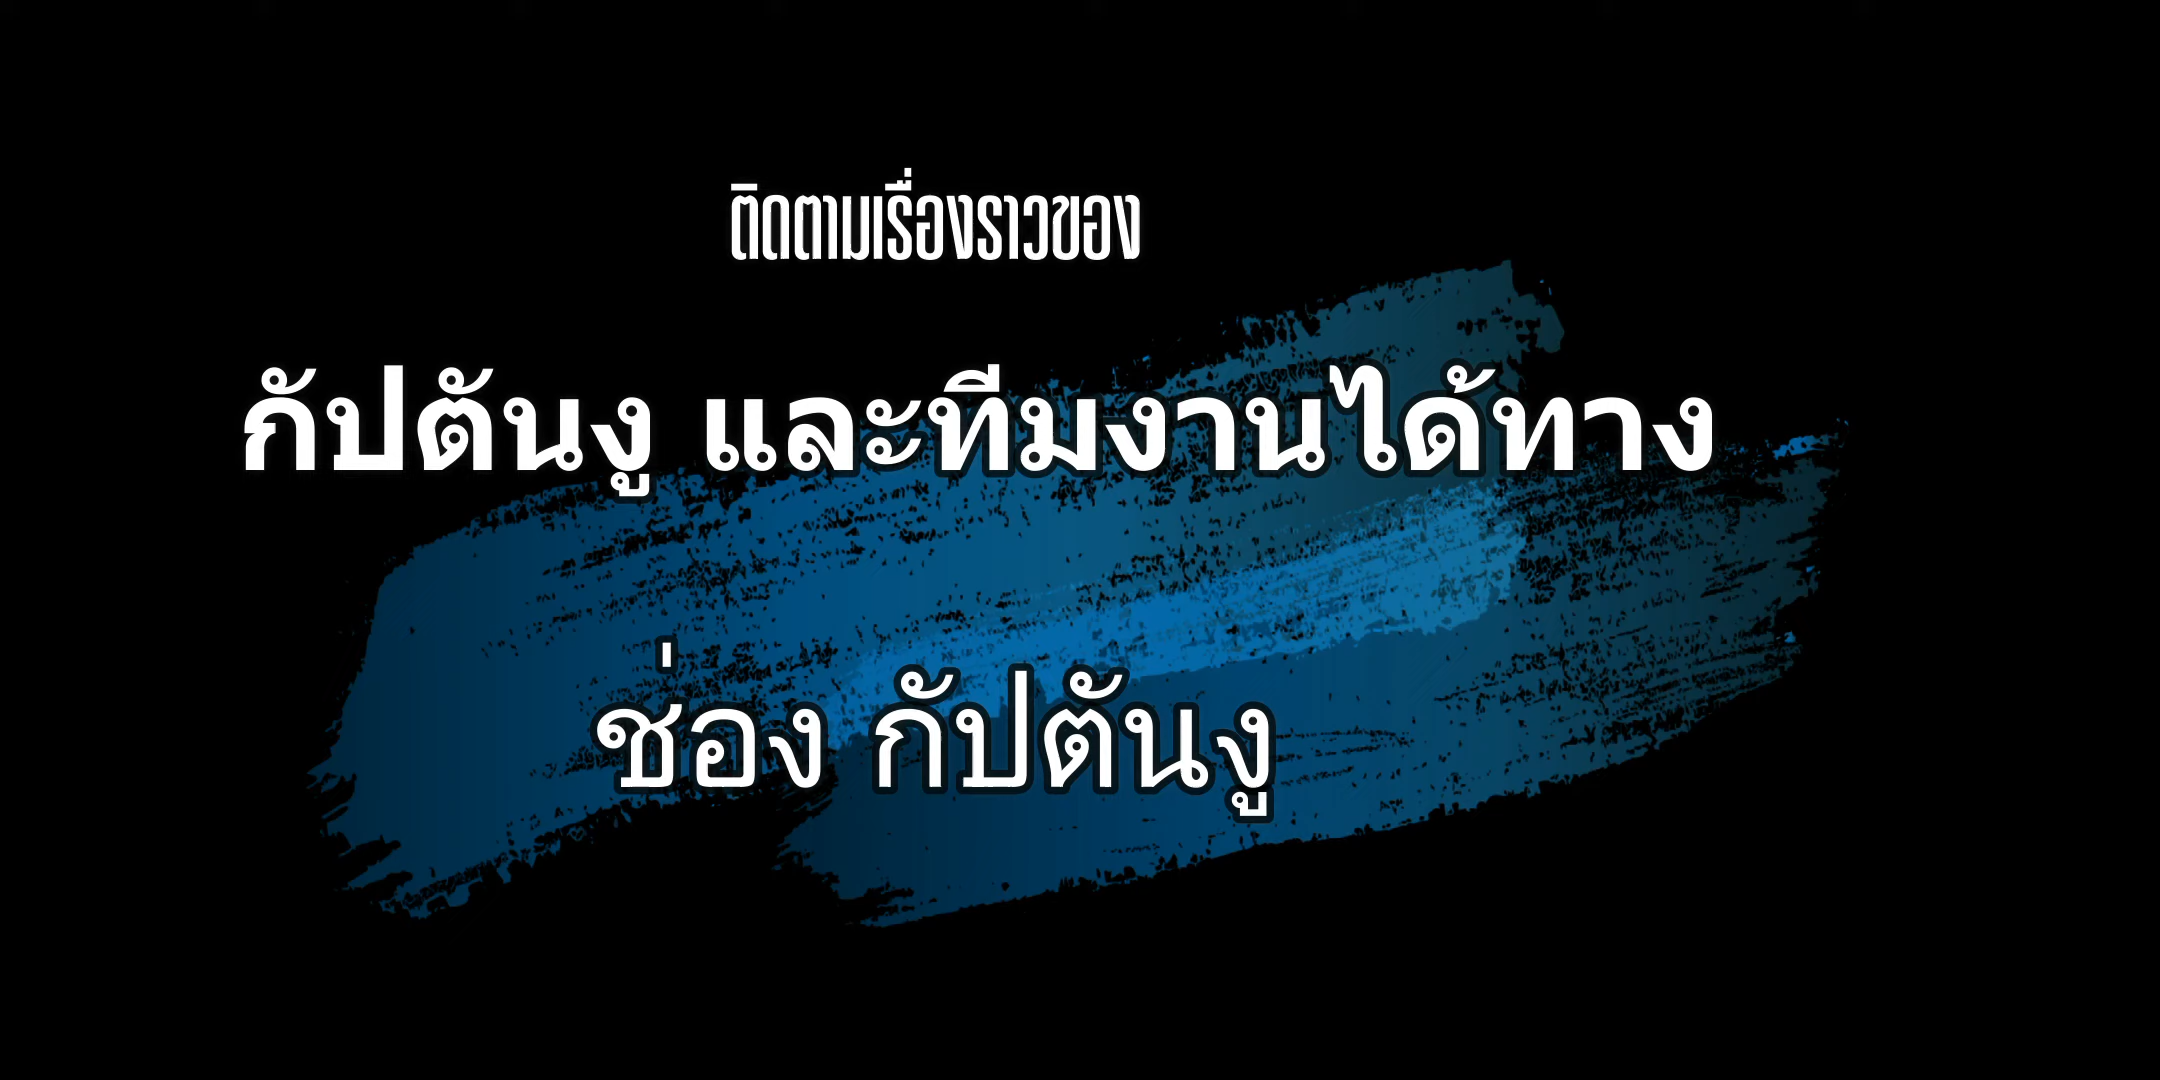 ติดตามเรื่องราวของ
กัปตันงู และทีมงานได้ทาง
ช่อง กัปตันงู